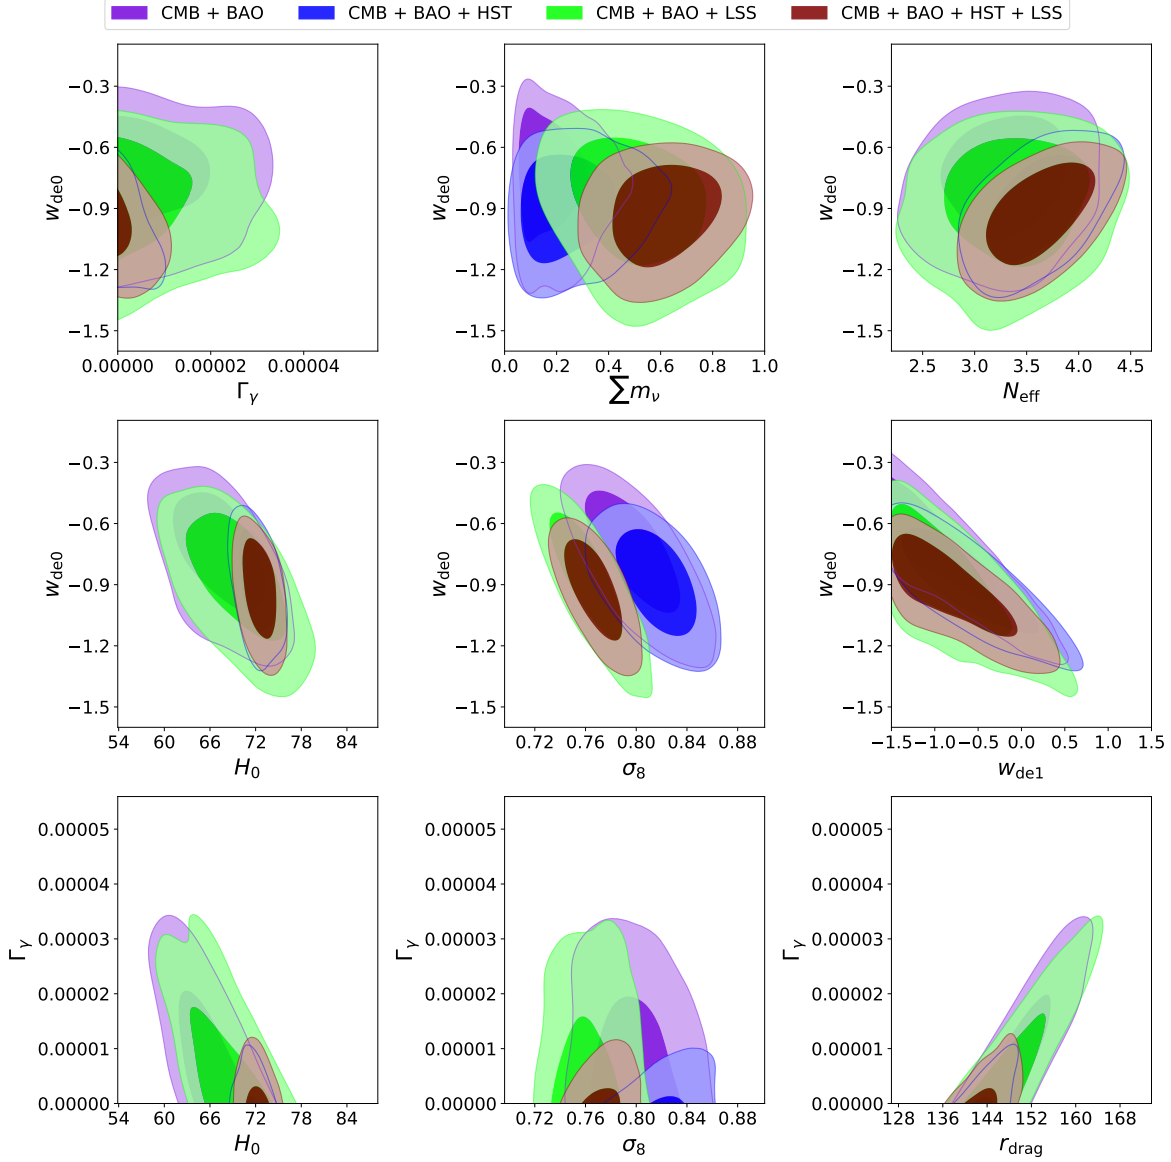 CMB + BAO CMB + BAO + HST CMB + BAO + LSS CMB + BAO + HST + LSS
−0.3 −0.3 −0.3
−0.6 −0.6 −0.6
−0.9 −0.9 −0.9
−1.2 −1.2 −1.2
−1.5 −1.5 −1.5
w_de0 w_de0 w_de0
0.00000 0.00002 0.00004 0.0 0.2 0.4 0.6 0.8 1.0 2.5 3.0 3.5 4.0 4.5
Γ_γ ∑m_ν N_eff
−0.3 −0.3 −0.3
−0.6 −0.6 −0.6
−0.9 −0.9 −0.9
−1.2 −1.2 −1.2
−1.5 −1.5 −1.5
w_de0 w_de0 w_de0
54 60 66 72 78 84 0.72 0.76 0.80 0.84 0.88 −1.5 −1.0 −0.5 0.0 0.5 1.0 1.5
H_0 σ_8 w_de1
0.00005 0.00005 0.00005
0.00004 0.00004 0.00004
0.00003 0.00003 0.00003
0.00002 0.00002 0.00002
0.00001 0.00001 0.00001
0.00000 0.00000 0.00000
Γ_γ Γ_γ Γ_γ
54 60 66 72 78 84 0.72 0.76 0.80 0.84 0.88 128 136 144 152 160 168
H_0 σ_8 r_drag